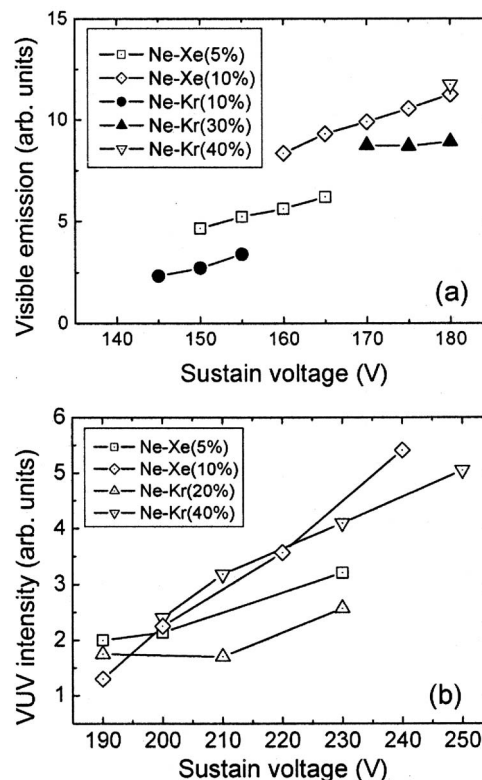 Visible emission (arb. units)
15
10
5
0
Ne-Xe(5%)
Ne-Xe(10%)
Ne-Kr(10%)
Ne-Kr(30%)
Ne-Kr(40%)
(a)
140 150 160 170 180
Sustain voltage (V)
VUV intensity (arb. units)
6
5
4
3
2
1
Ne-Xe(5%)
Ne-Xe(10%)
Ne-Kr(20%)
Ne-Kr(40%)
(b)
190 200 210 220 230 240 250
Sustain voltage (V)